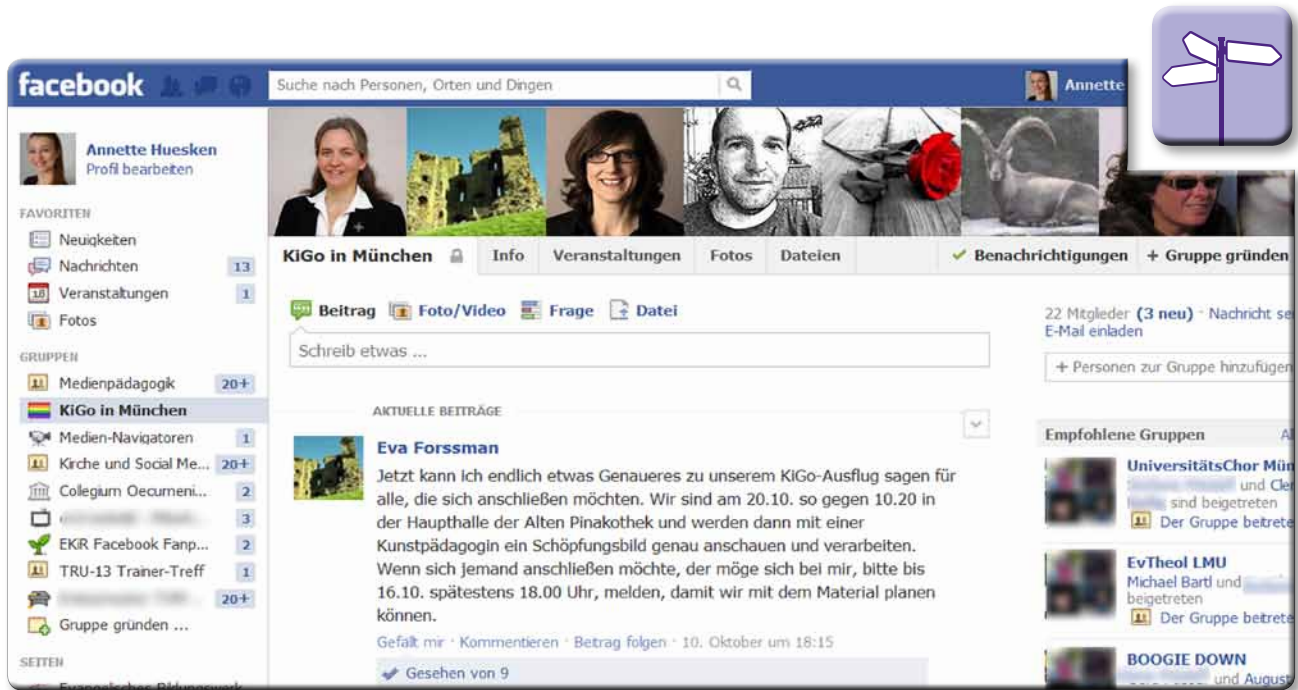 facebook
Suche nach Personen, Orten und Dingen
Annette
Annette Huesken
Profil bearbeiten
FAVORITEN
Neuigkeiten
Nachrichten 13
18 Veranstaltungen 1
Fotos
GRUPPEN
Medienpädagogik 20+
KiGo in München
Medien-Navigatoren 1
Kirche und Social Me... 20+
Collegium Oecumeni... 2
3
EKiR Facebook Fanp... 2
TRU-13 Trainer-Treff 1
20+
Gruppe gründen ...
SEITEN
Evangelisches Bildungswerk
KiGo in München Info Veranstaltungen Fotos Dateien ✔ Benachrichtigungen + Gruppe gründen
Beitrag Foto/Video Frage Datei
Schreib etwas ...
AKTUELLE BEITRÄGE
Eva Forssman
Jetzt kann ich endlich etwas Genaueres zu unserem KiGo-Ausflug sagen für
alle, die sich anschließen möchten. Wir sind am 20.10. so gegen 10.20 in
der Haupthalle der Alten Pinakothek und werden dann mit einer
Kunstpädagogin ein Schöpfungsbild genau anschauen und verarbeiten.
Wenn sich jemand anschließen möchte, der möge sich bei mir, bitte bis
16.10. spätestens 18.00 Uhr, melden, damit wir mit dem Material planen
können.
Gefällt mir · Kommentieren · Beitrag folgen · 10. Oktober um 18:15
Gesehen von 9
22 Mitglieder (3 neu) · Nachricht se
E-Mail einladen
+ Personen zur Gruppe hinzufügen
Empfohlene Gruppen Al
UniversitätsChor Mün
und Cler
sind beigetreten
Der Gruppe beitrete
EvTheol LMU
Michael Bartl und
beigetreten
Der Gruppe beitrete
BOOGIE DOWN
und August